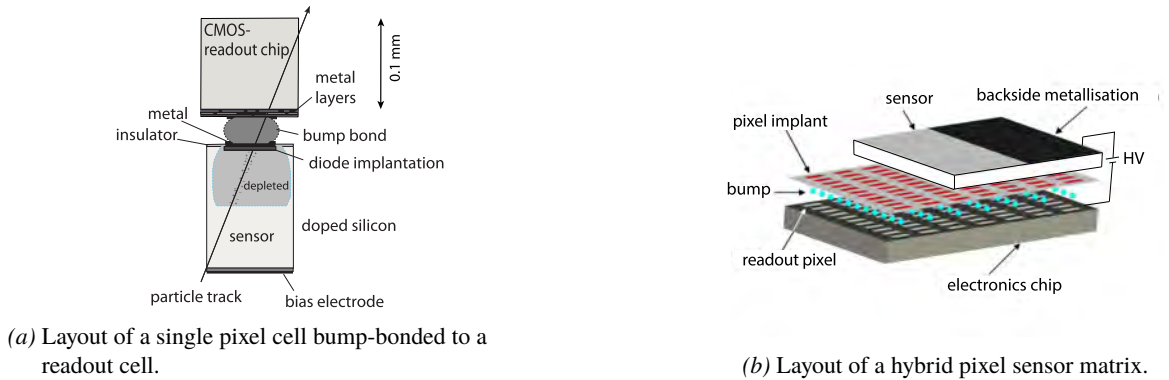 CMOS-
readout chip
0.1 mm
metal
layers
metal
insulator
bump bond
diode implantation
depleted
doped silicon
sensor
particle track
bias electrode
(a) Layout of a single pixel cell bump-bonded to a
readout cell.
sensor
backside metallisation
pixel implant
HV
bump
readout pixel
electronics chip
(b) Layout of a hybrid pixel sensor matrix.